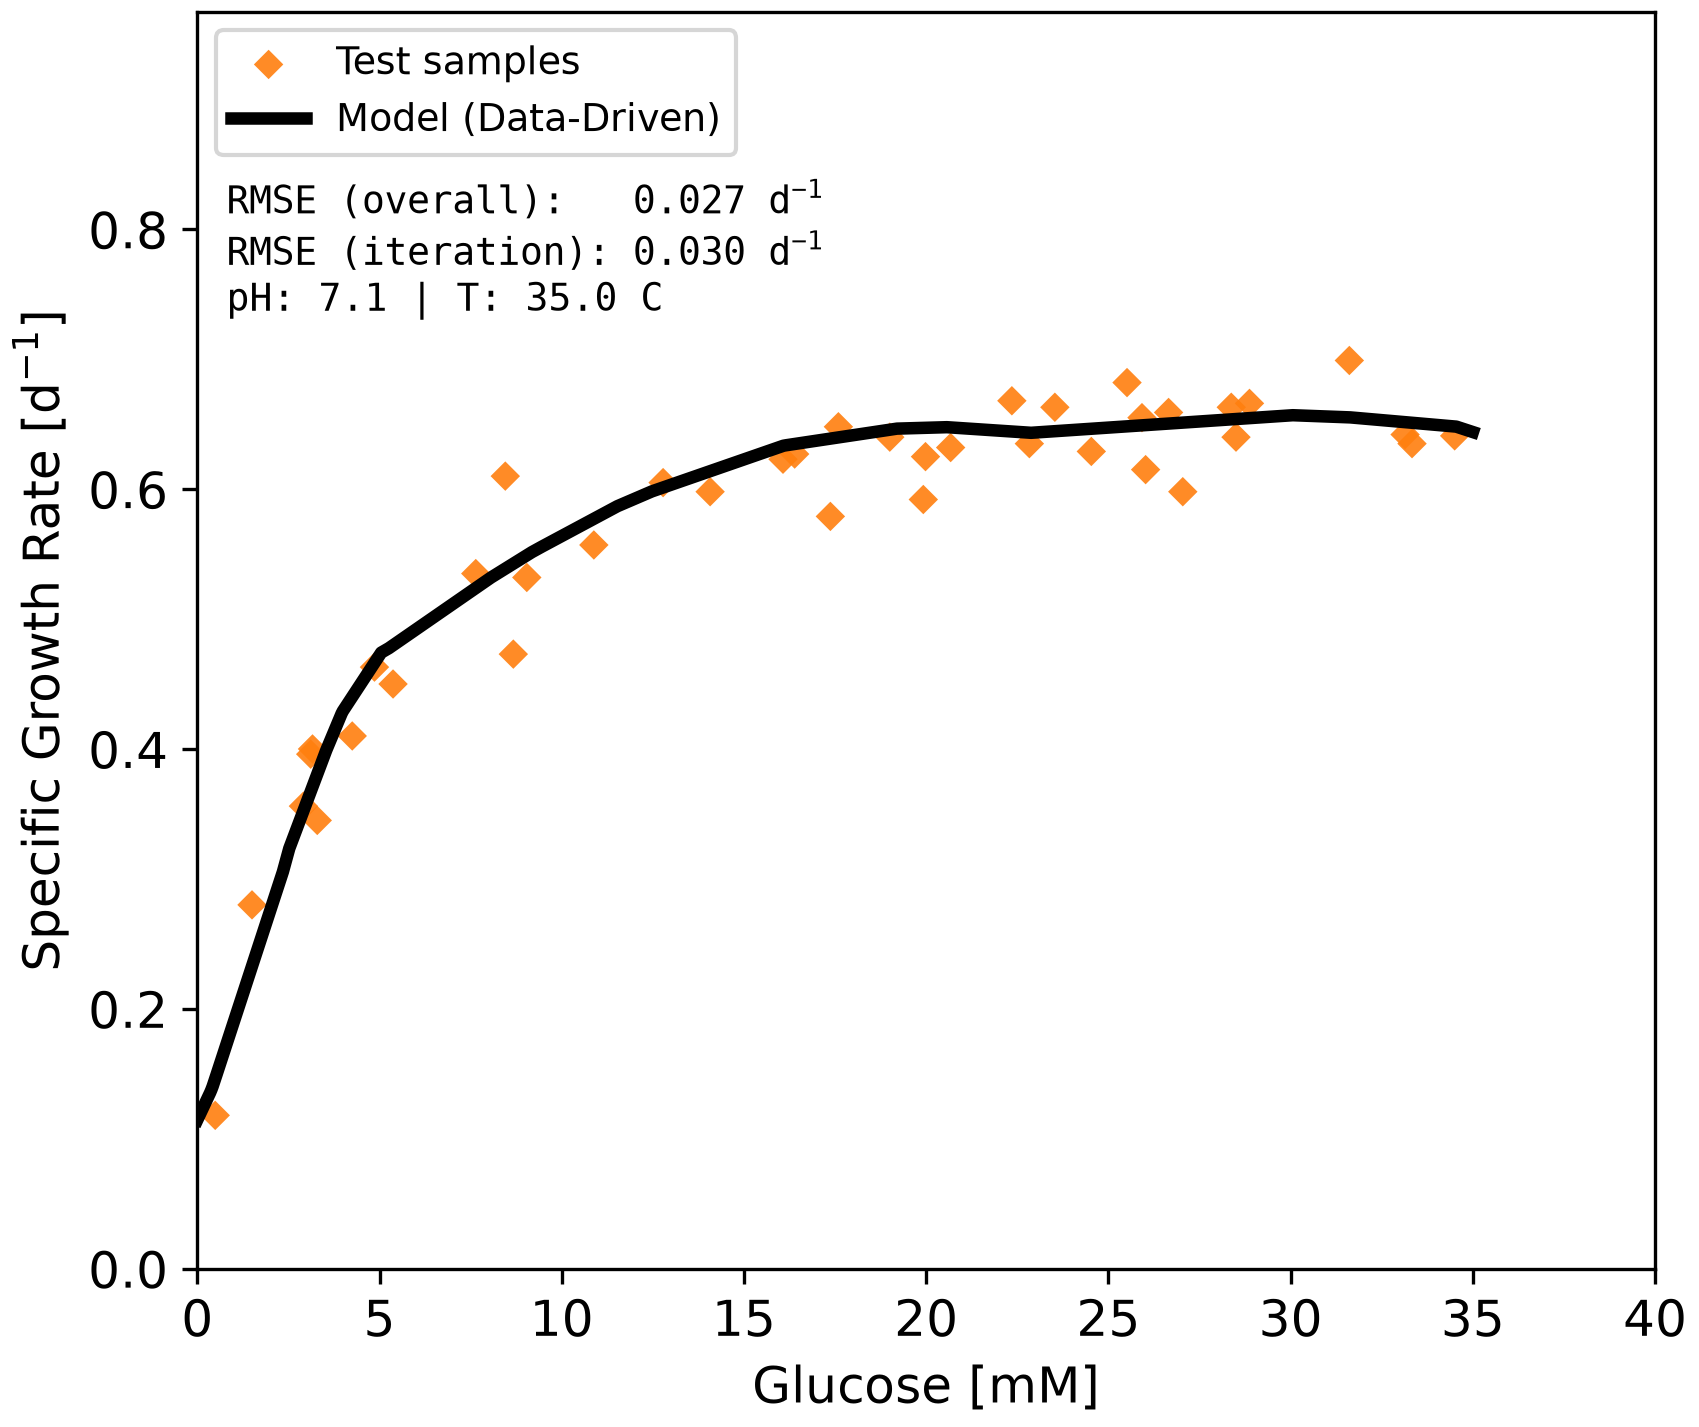 Test samples
Model (Data-Driven)
RMSE (overall):   0.027 d⁻¹
RMSE (iteration): 0.030 d⁻¹
pH: 7.1 | T: 35.0 C
Specific Growth Rate [d⁻¹]
0.8
0.6
0.4
0.2
0.0
0 5 10 15 20 25 30 35 40
Glucose [mM]